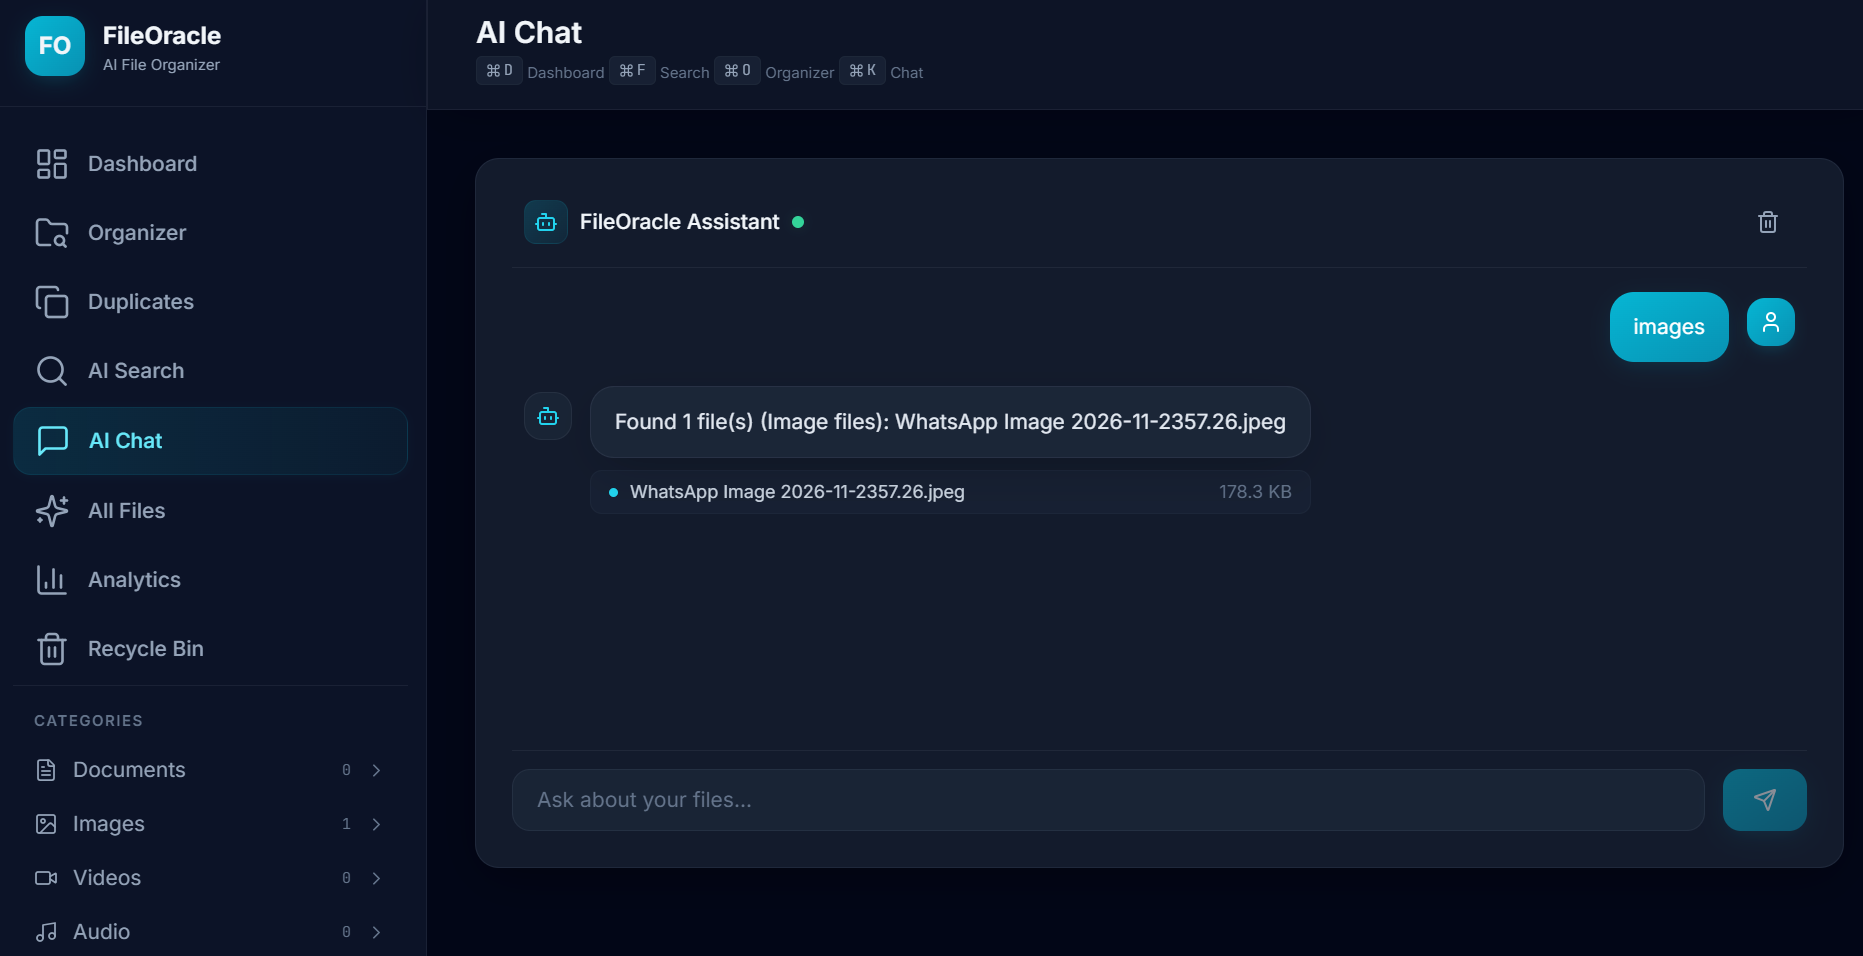 FO
FileOracle
AI File Organizer
Dashboard
Organizer
Duplicates
AI Search
AI Chat
All Files
Analytics
Recycle Bin
CATEGORIES
Documents 0
Images 1
Videos 0
Audio 0
AI Chat
⌘ D Dashboard ⌘ F Search ⌘ O Organizer ⌘ K Chat
FileOracle Assistant
images
Found 1 file(s) (Image files): WhatsApp Image 2026-11-2357.26.jpeg
WhatsApp Image 2026-11-2357.26.jpeg 178.3 KB
Ask about your files...